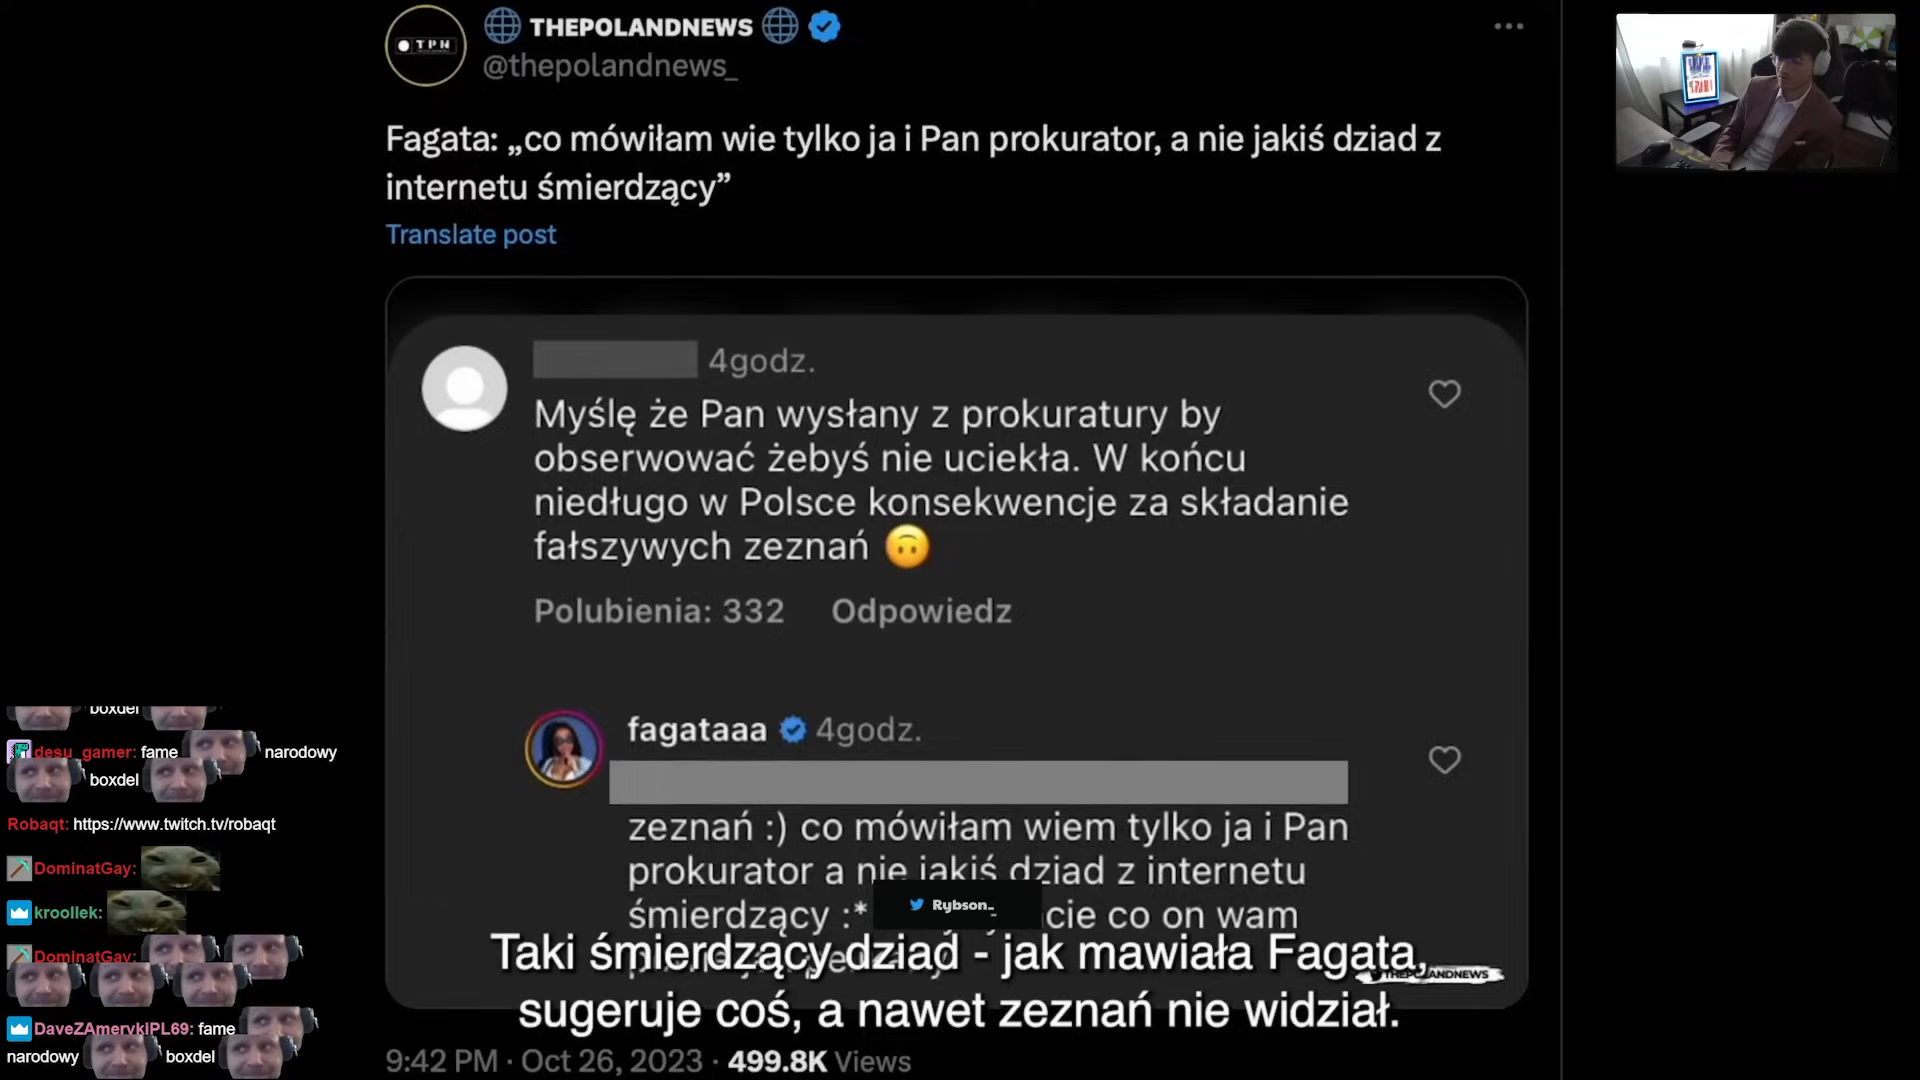 THEPOLANDNEWS
TPN
@thepolandnews_
Fagata: „co mówiłam wie tylko ja i Pan prokurator, a nie jakiś dziad z
internetu śmierdzący”
Translate post
4godz.
Myślę że Pan wysłany z prokuratury by
obserwować żebyś nie uciekła. W końcu
niedługo w Polsce konsekwencje za składanie
fałszywych zeznań 🙃
Polubienia: 332 Odpowiedz
fagataaa 4godz.
zeznań :) co mówiłam wiem tylko ja i Pan
prokurator a nie jakiś dziad z internetu
śmierdzący :* cie co on wam
Rybson_
Taki śmierdzący dziad - jak mawiała Fagata,
sugeruje coś, a nawet zeznań nie widział.
THEPOLANDNEWS
9:42 PM · Oct 26, 2023 · 499.8K Views
boxdel
desu_gamer: fame narodowy
boxdel
Robaqt: https://www.twitch.tv/robaqt
DominatGay:
kroollek:
DominatGay:
DaveZAmerykIPL69: fame
narodowy boxdel